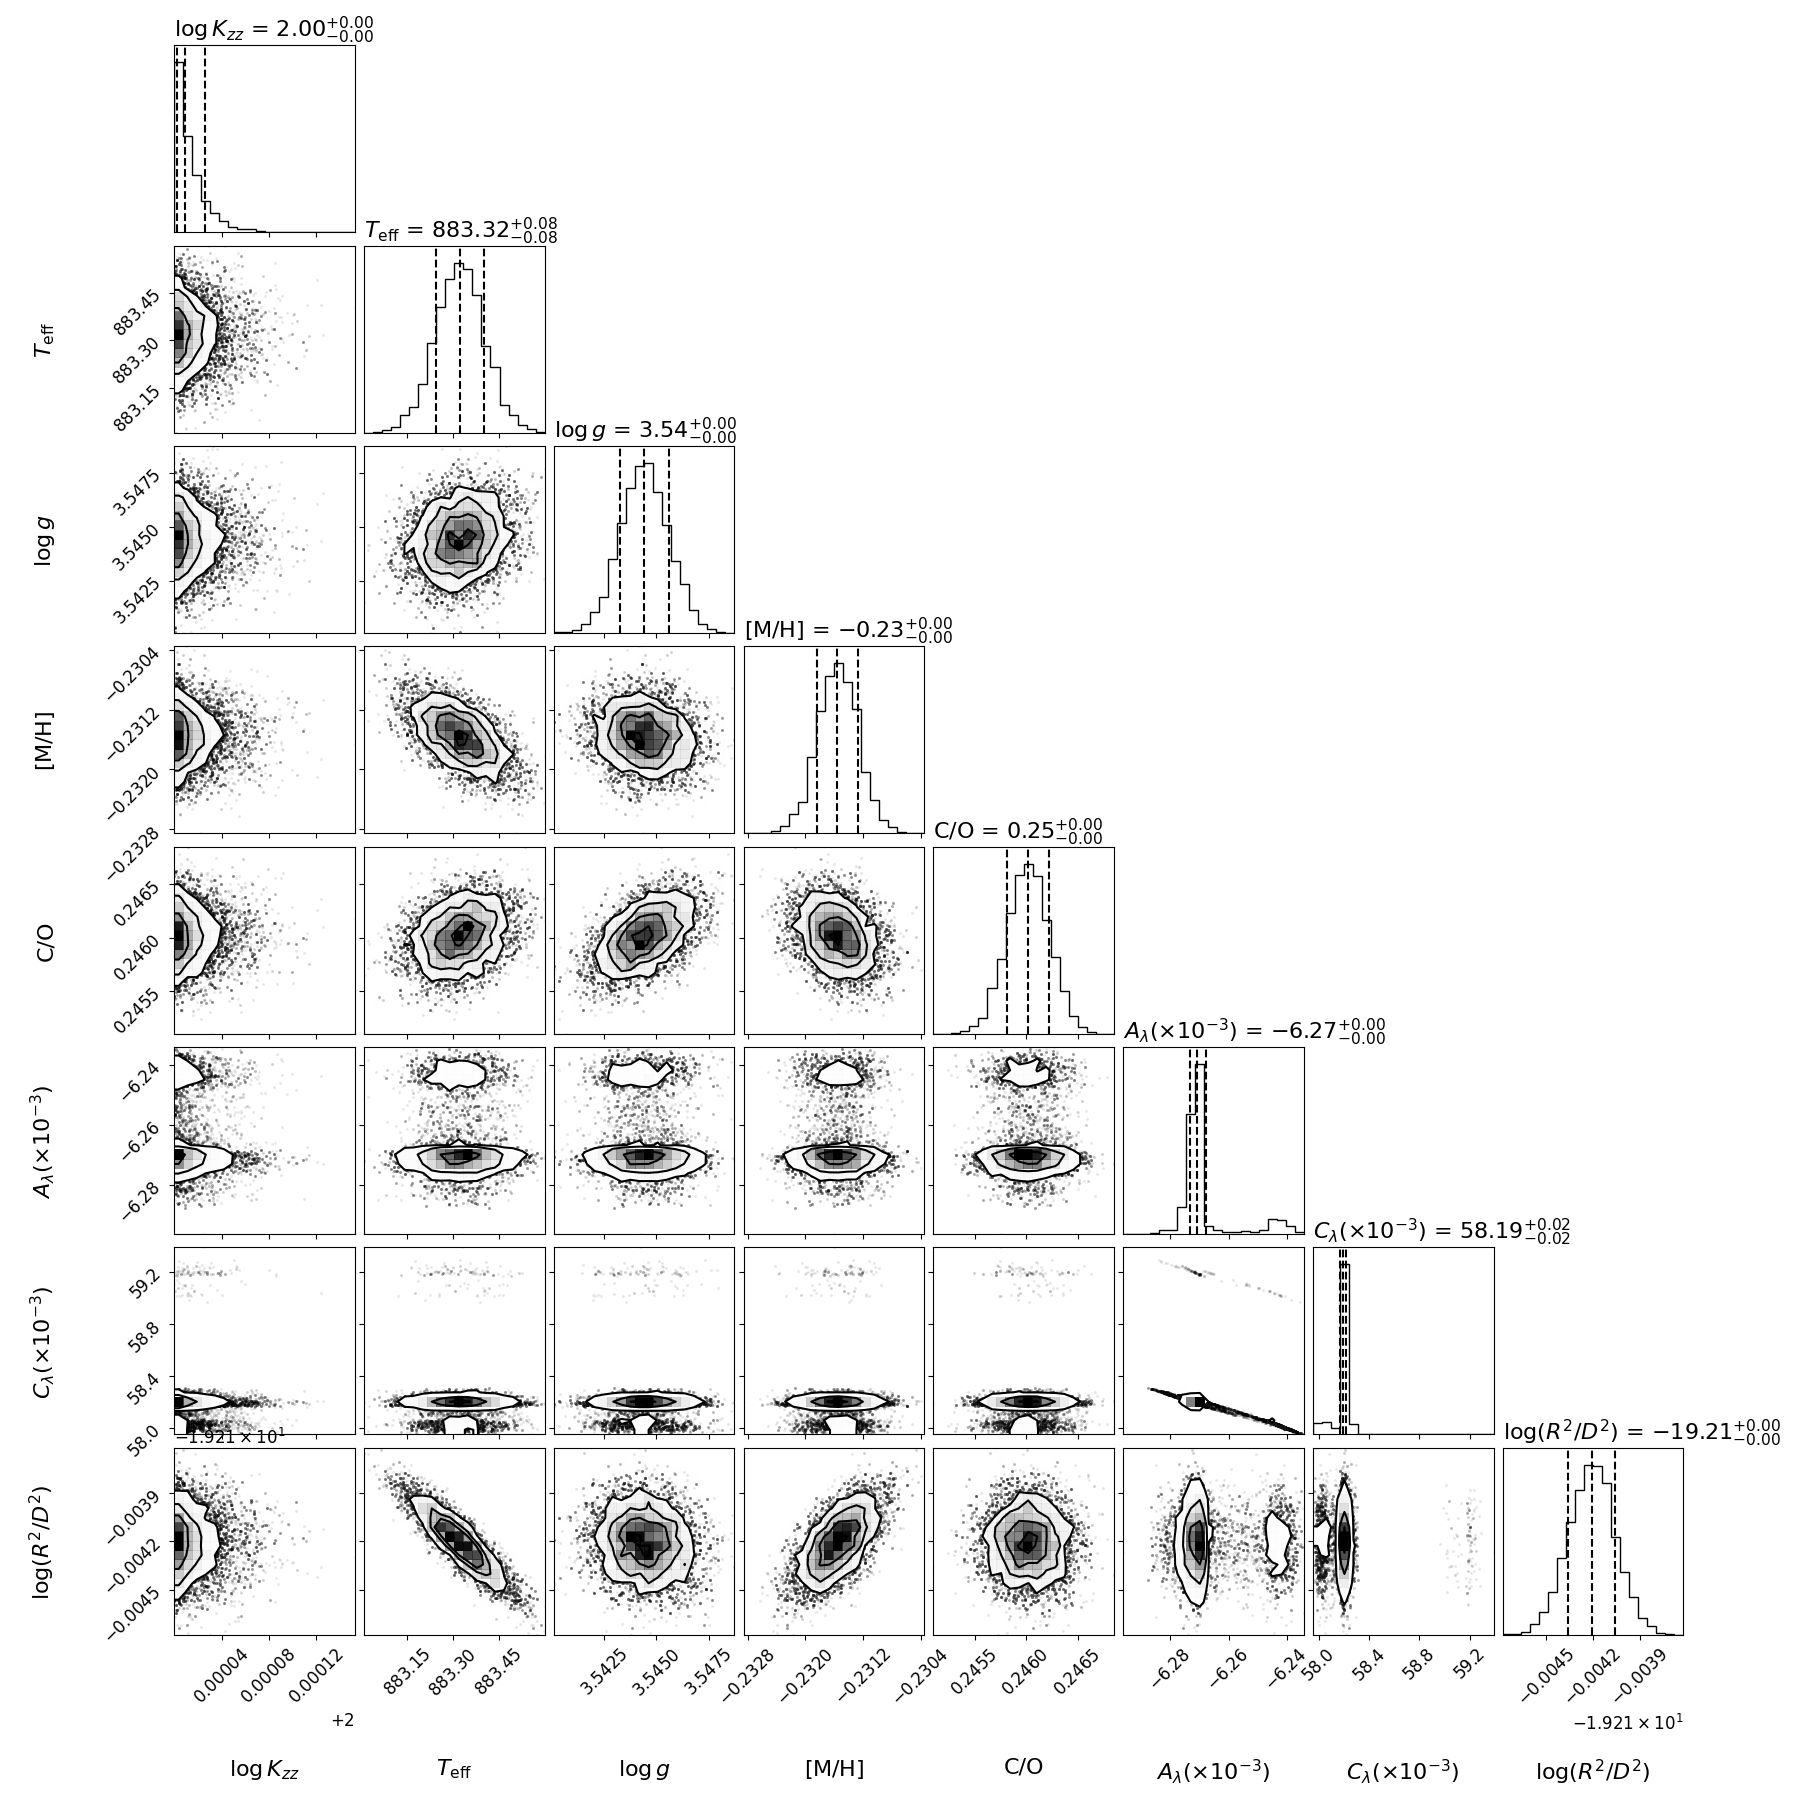 log K_zz = 2.00^{+0.00}_{−0.00}
T_eff = 883.32^{+0.08}_{−0.08}
883.45
883.30
883.15
T_eff
log g = 3.54^{+0.00}_{−0.00}
3.5475
3.5450
3.5425
log g
[M/H] = −0.23^{+0.00}_{−0.00}
−0.2304
−0.2312
−0.2320
−0.2328
[M/H]
C/O = 0.25^{+0.00}_{−0.00}
0.2465
0.2460
0.2455
C/O
A_λ(×10^{−3}) = −6.27^{+0.00}_{−0.00}
−6.24
−6.26
−6.28
A_λ(×10^{−3})
C_λ(×10^{−3}) = 58.19^{+0.02}_{−0.02}
59.2
58.8
58.4
58.0
C_λ(×10^{−3})
−1.921 × 10^1
log(R^2/D^2) = −19.21^{+0.00}_{−0.00}
−0.0039
−0.0042
−0.0045
log(R^2/D^2)
0.00004 0.00008 0.00012 883.15 883.30 883.45 3.5425 3.5450 3.5475 −0.2328 −0.2320 −0.2312 −0.2304 0.2455 0.2460 0.2465 −6.28 −6.26 −6.24 58.0 58.4 58.8 59.2 −0.0045 −0.0042 −0.0039
+2 −1.921 × 10^1
log K_zz T_eff log g [M/H] C/O A_λ(×10^{−3}) C_λ(×10^{−3}) log(R^2/D^2)